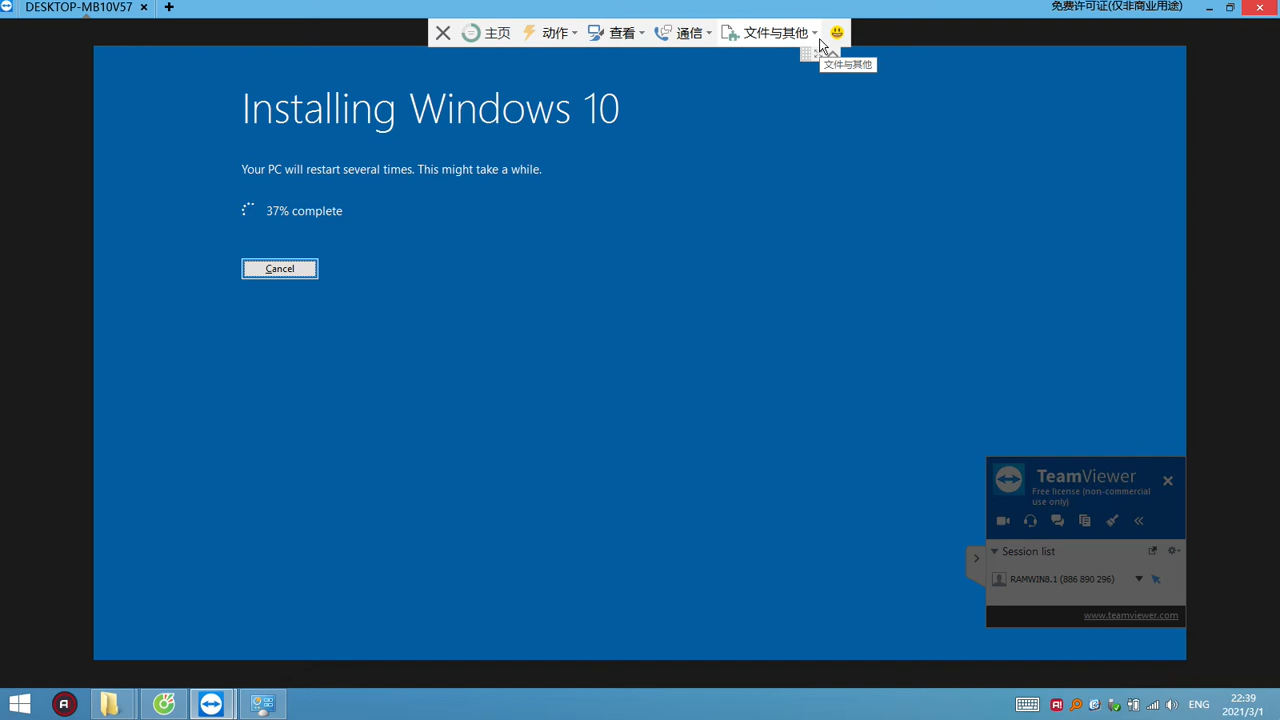 DESKTOP-MB10V57
免费许可证(仅非商业用途)
主页
动作
查看
通信
文件与其他
文件与其他
Installing Windows 10
Your PC will restart several times. This might take a while.
37% complete
Cancel
TeamViewer
Free license (non-commercial
use only)
Session list
RAMWIN8.1 (886 890 296)
www.teamviewer.com
ENG
22:39
2021/3/1